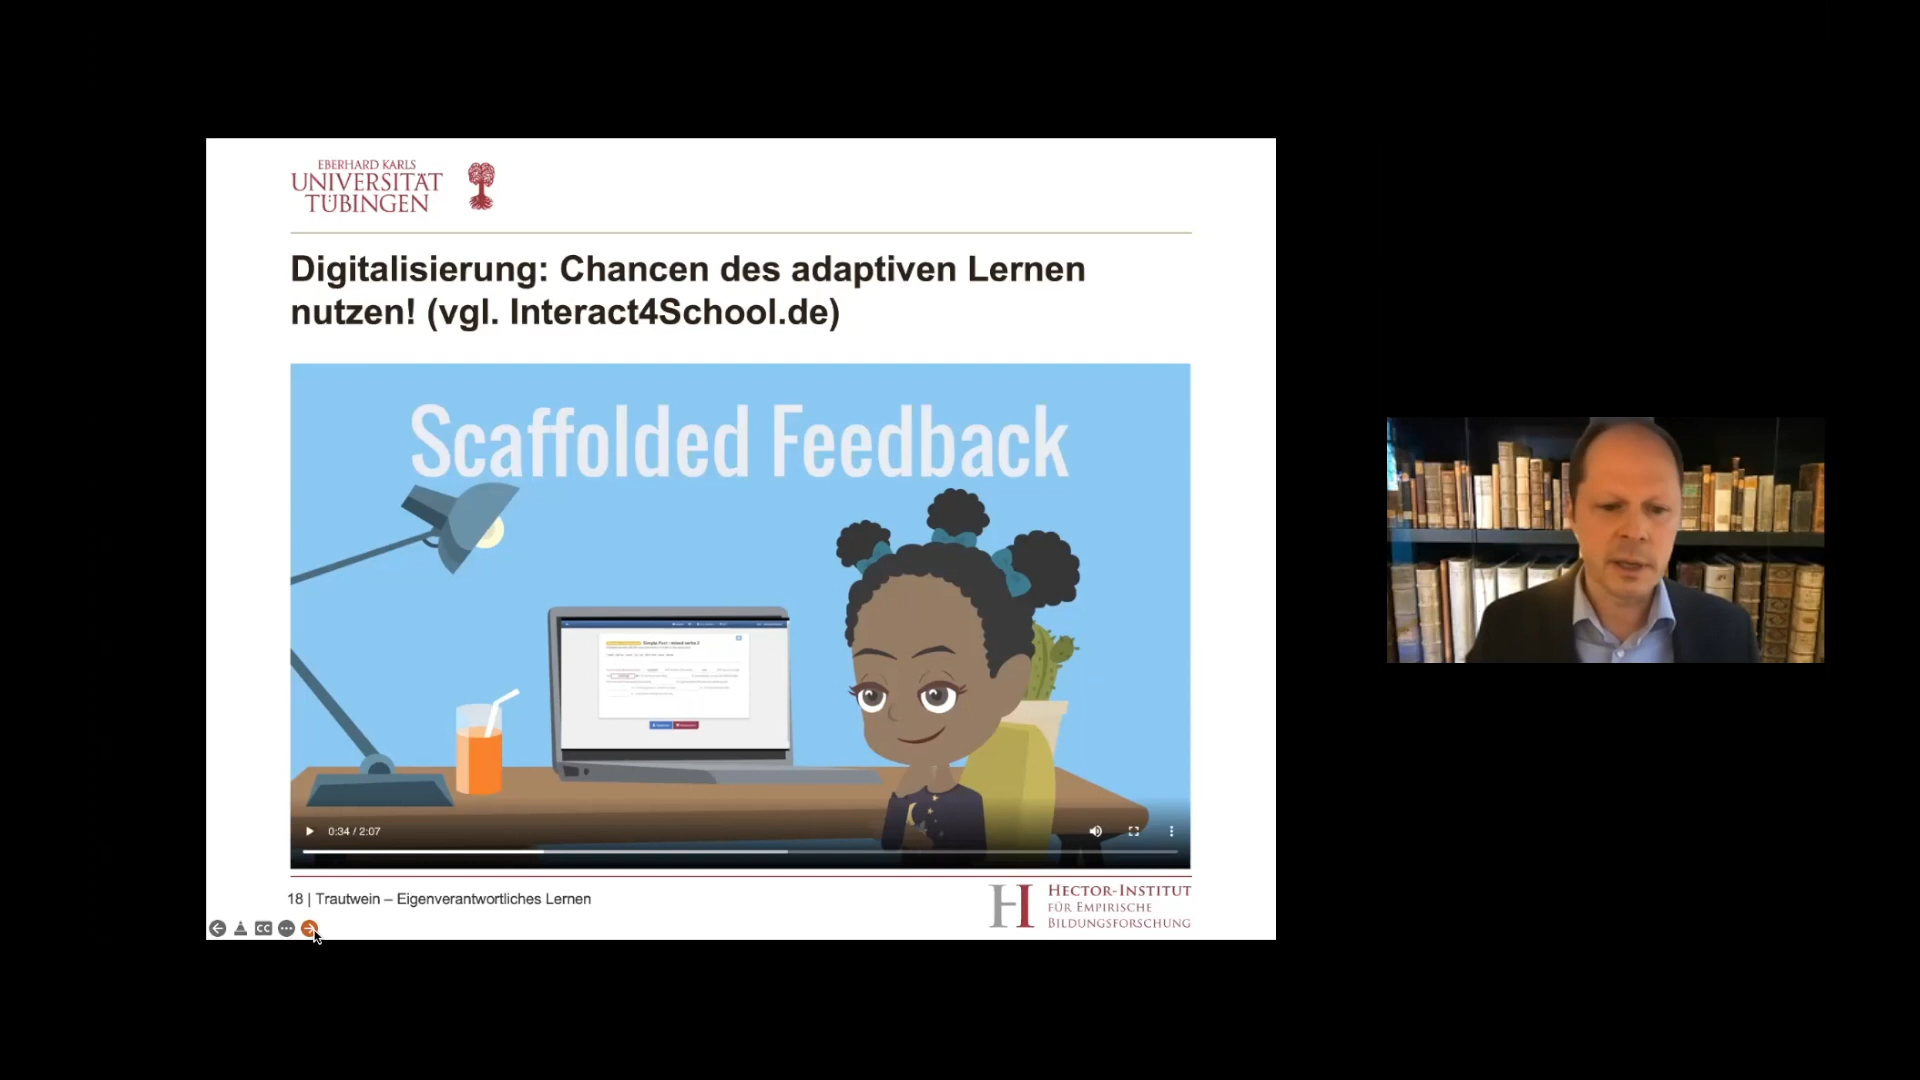 EBERHARD KARLS
UNIVERSITÄT
TÜBINGEN
Digitalisierung: Chancen des adaptiven Lernen
nutzen! (vgl. Interact4School.de)
Scaffolded Feedback
0:34 / 2:07
18 | Trautwein – Eigenverantwortliches Lernen
HECTOR-INSTITUT
FÜR EMPIRISCHE
BILDUNGSFORSCHUNG
CC